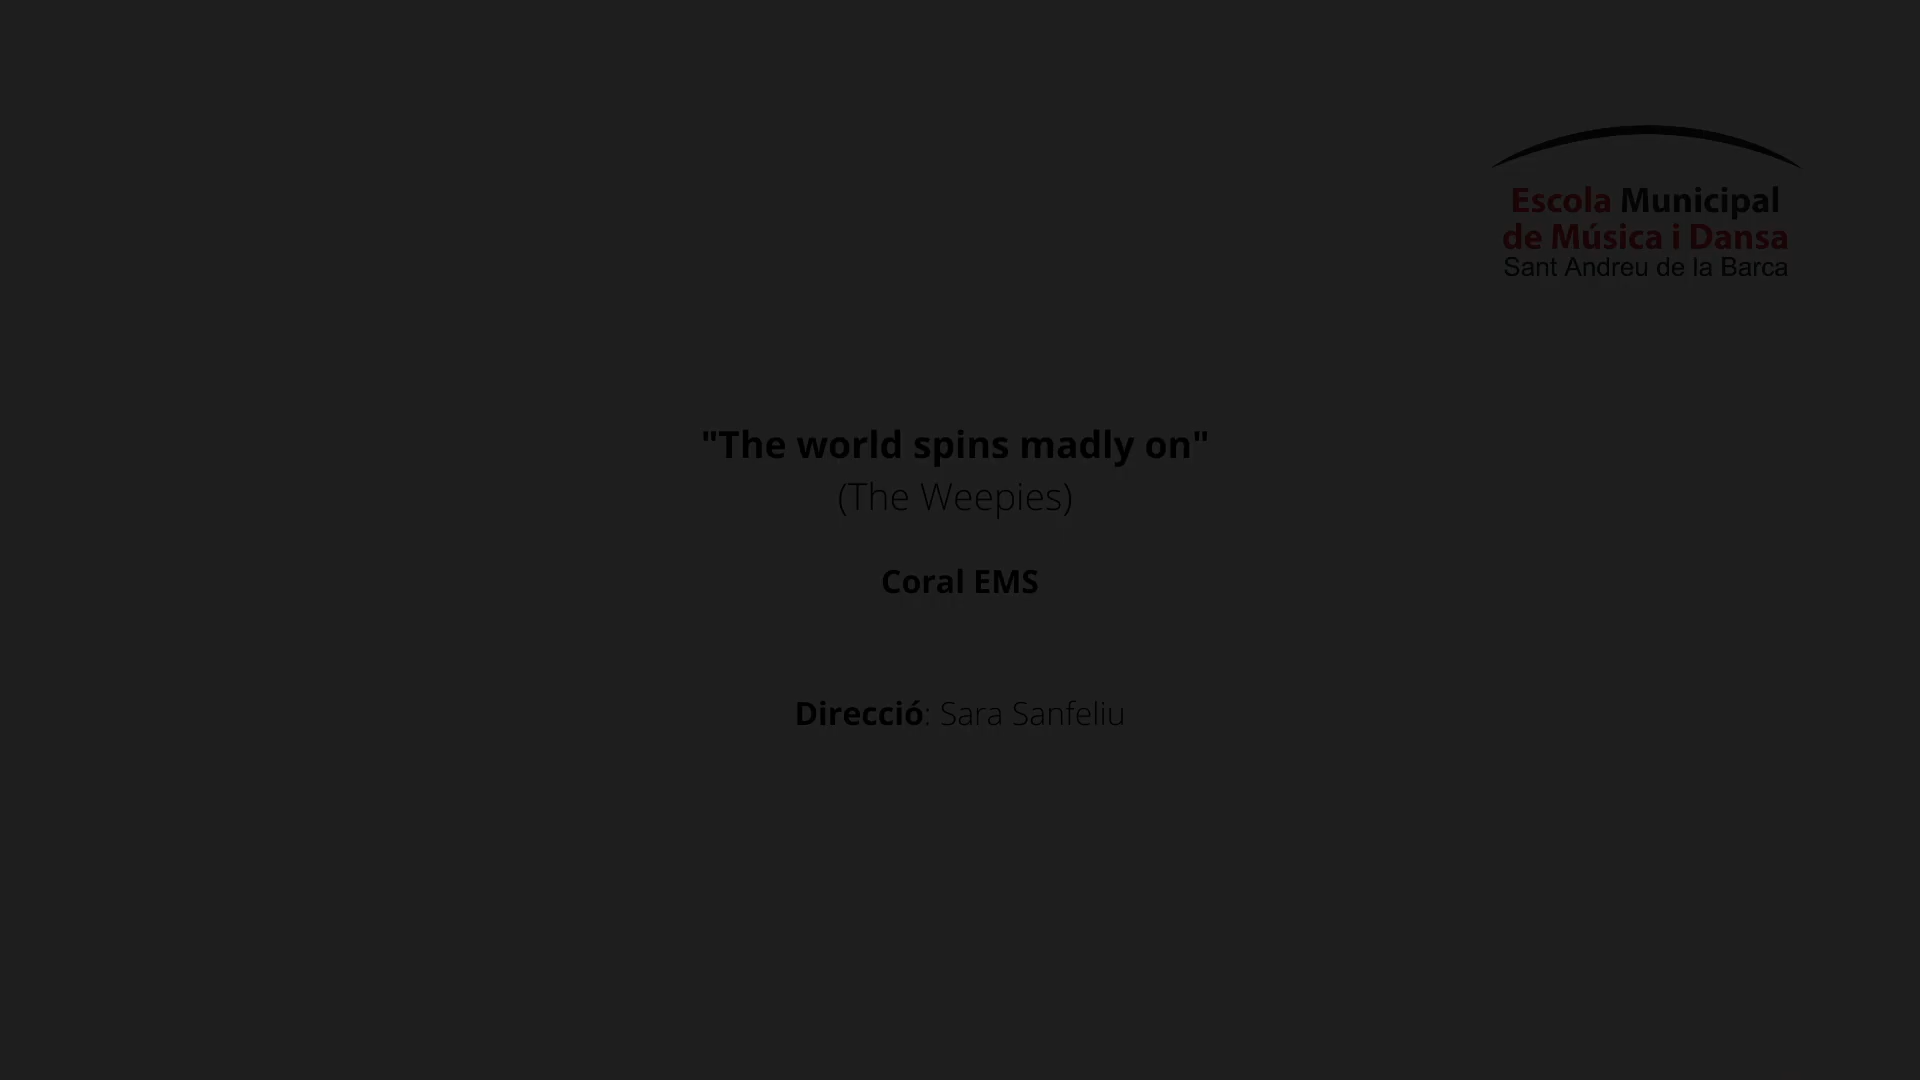 Escola Municipal
de Música i Dansa
Sant Andreu de la Barca
"The world spins madly on"
(The Weepies)
Coral EMS
Direcció: Sara Sanfeliu